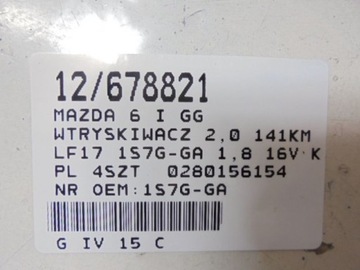 12/678821
MAZDA 6 I GG
WTRYSKIWACZ 2,0 141KM
LF17 1S7G-GA 1,8 16V K
PL 4SZT 0280156154
NR OEM:1S7G-GA
G IV 15 C